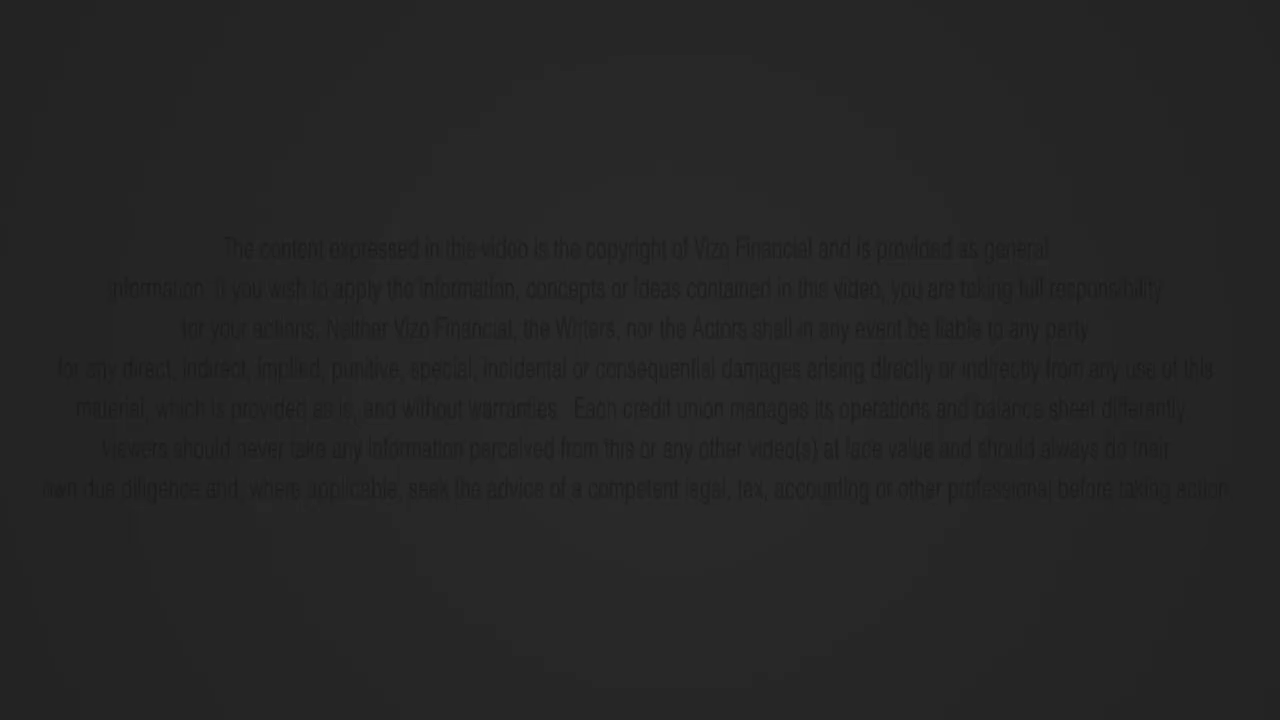 The content expressed in this video is the copyright of Vizo Financial and is provided as general
information. If you wish to apply the information, concepts or ideas contained in this video, you are taking full responsibility
for your actions. Neither Vizo Financial, the Writers, nor the Actors shall in any event be liable to any party
for any direct, indirect, implied, punitive, special, incidental or consequential damages arising directly or indirectly from any use of this
material, which is provided as is, and without warranties. Each credit union manages its operations and balance sheet differently.
Viewers should never take any information perceived from this or any other video(s) at face value and should always do their
own due diligence and, where applicable, seek the advice of a competent legal, tax, accounting or other professional before taking action.